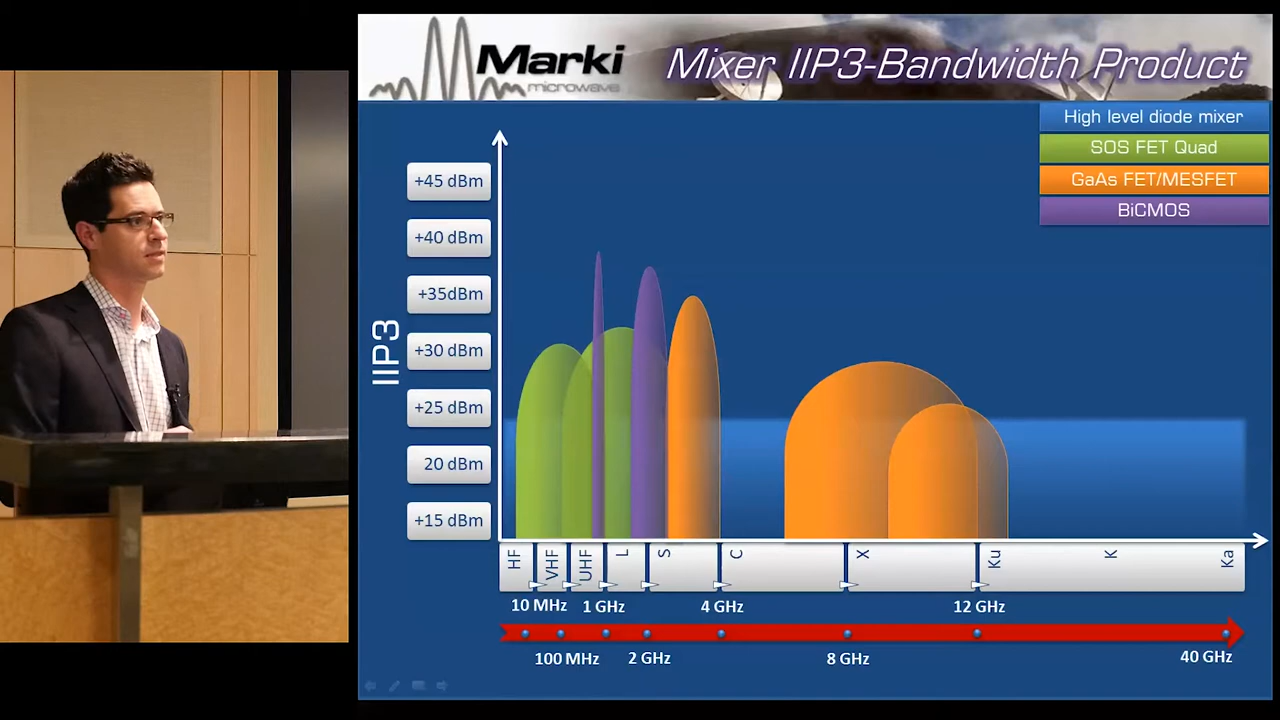 Marki
microwave
Mixer IIP3-Bandwidth Product
High level diode mixer
SOS FET Quad
GaAs FET/MESFET
BiCMOS
IIP3
+45 dBm
+40 dBm
+35dBm
+30 dBm
+25 dBm
20 dBm
+15 dBm
HF
VHF
UHF
L
S
C
X
Ku
K
Ka
10 MHz
1 GHz
4 GHz
12 GHz
100 MHz
2 GHz
8 GHz
40 GHz